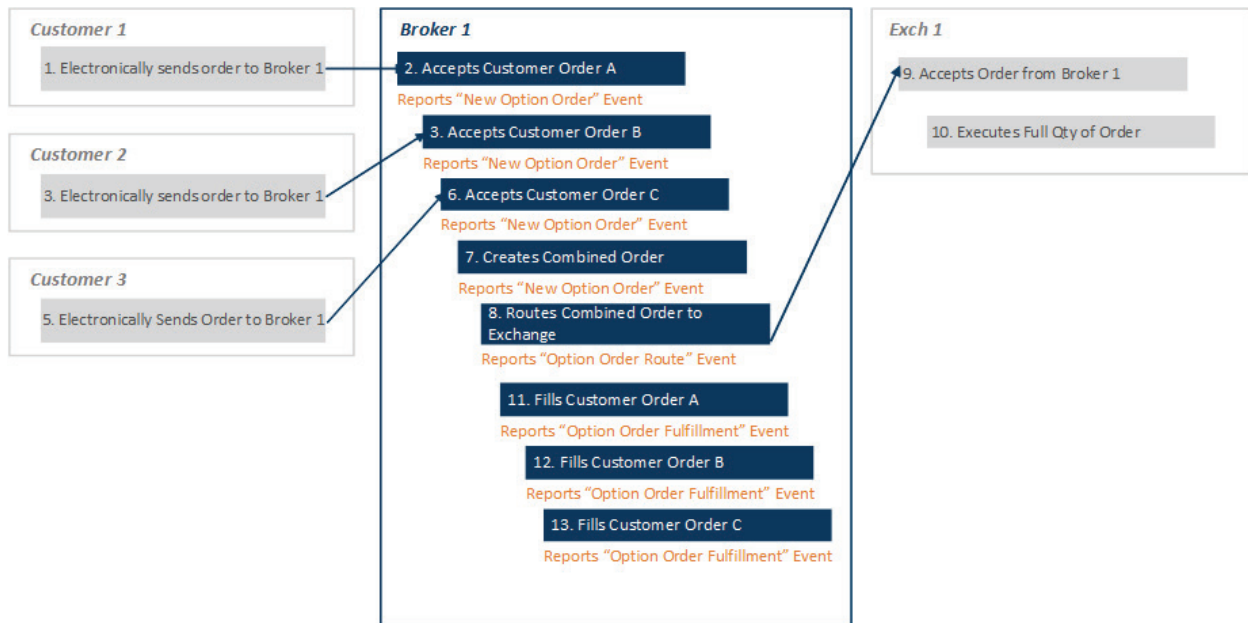 Customer 1
1. Electronically sends order to Broker 1
Customer 2
3. Electronically sends order to Broker 1
Customer 3
5. Electronically Sends Order to Broker 1
Broker 1
2. Accepts Customer Order A
Reports “New Option Order” Event
3. Accepts Customer Order B
Reports “New Option Order” Event
6. Accepts Customer Order C
Reports “New Option Order” Event
7. Creates Combined Order
Reports “New Option Order” Event
8. Routes Combined Order to
Exchange
Reports “Option Order Route” Event
11. Fills Customer Order A
Reports “Option Order Fulfillment” Event
12. Fills Customer Order B
Reports “Option Order Fulfillment” Event
13. Fills Customer Order C
Reports “Option Order Fulfillment” Event
Exch 1
9. Accepts Order from Broker 1
10. Executes Full Qty of Order